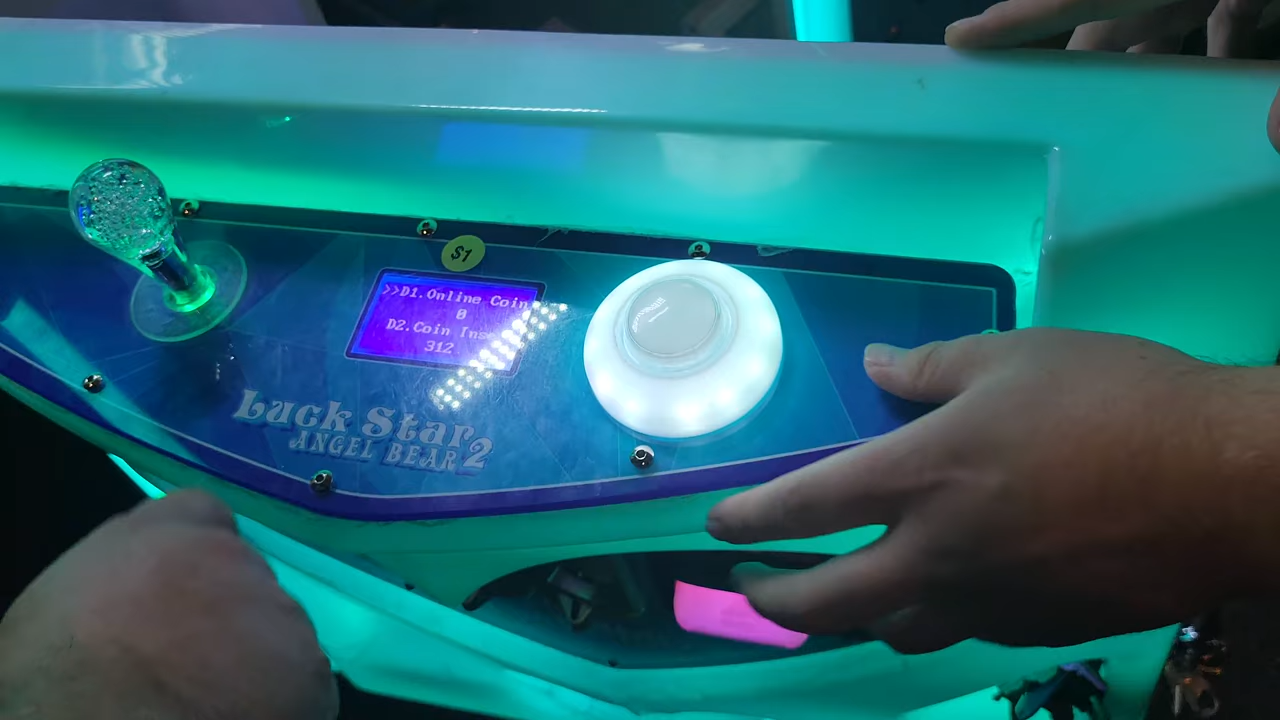 $1
>>D1.Online Coin
0
D2.Coin Ins
312
Luck Star
ANGEL BEAR 2